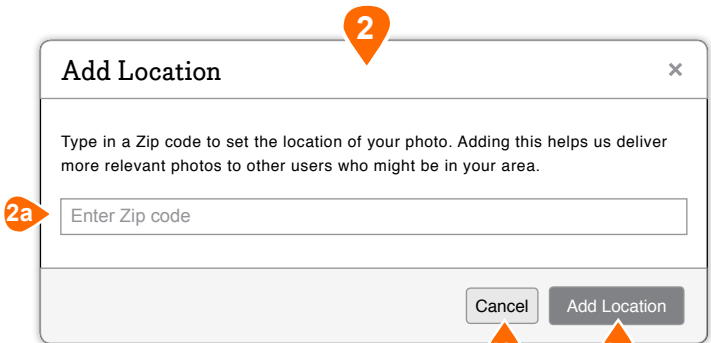 2
Add Location ×
Type in a Zip code to set the location of your photo. Adding this helps us deliver
more relevant photos to other users who might be in your area.
2a
Enter Zip code
Cancel
Add Location